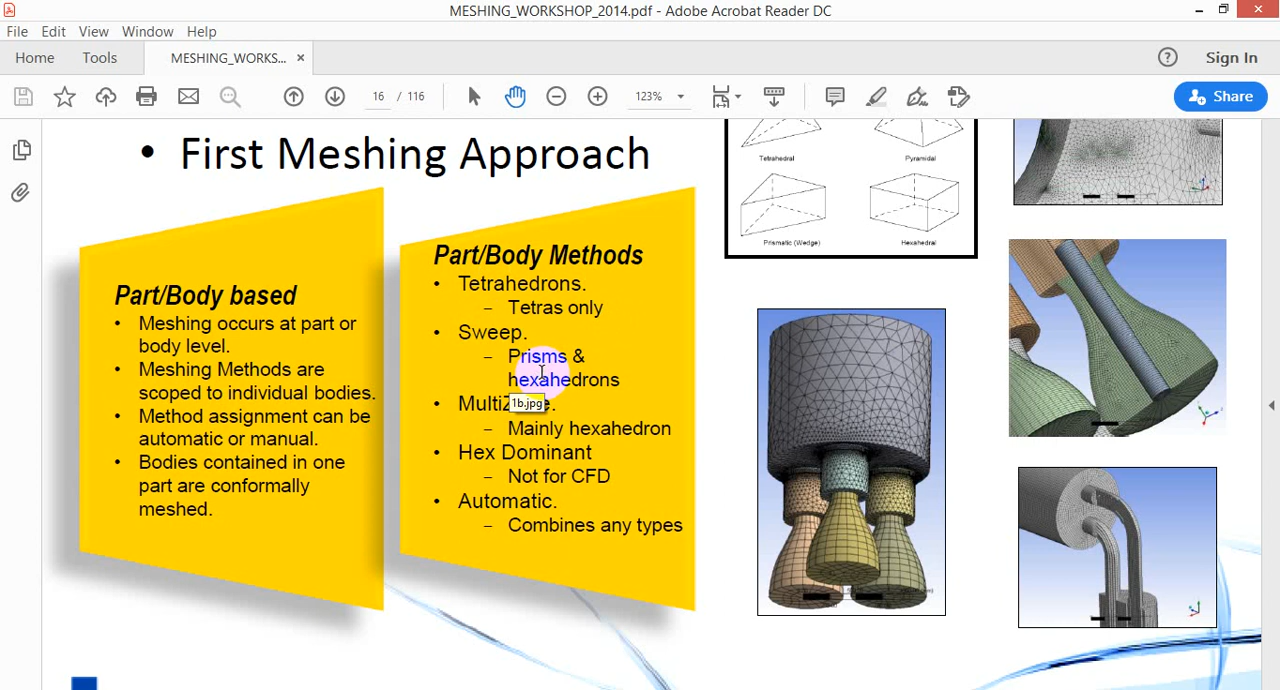 MESHING_WORKSHOP_2014.pdf - Adobe Acrobat Reader DC
File Edit View Window Help
Home Tools MESHING_WORKS... × Sign In
16 / 116 123% Share
• First Meshing Approach
Part/Body based
• Meshing occurs at part or
body level.
• Meshing Methods are
scoped to individual bodies.
• Method assignment can be
automatic or manual.
• Bodies contained in one
part are conformally
meshed.
Part/Body Methods
• Tetrahedrons.
– Tetras only
• Sweep.
– Prisms &
hexahedrons
1b.jpg
– Mainly hexahedron
• Hex Dominant
– Not for CFD
• Automatic.
– Combines any types
Tetrahedral Pyramidal
Prismatic (Wedge) Hexahedral